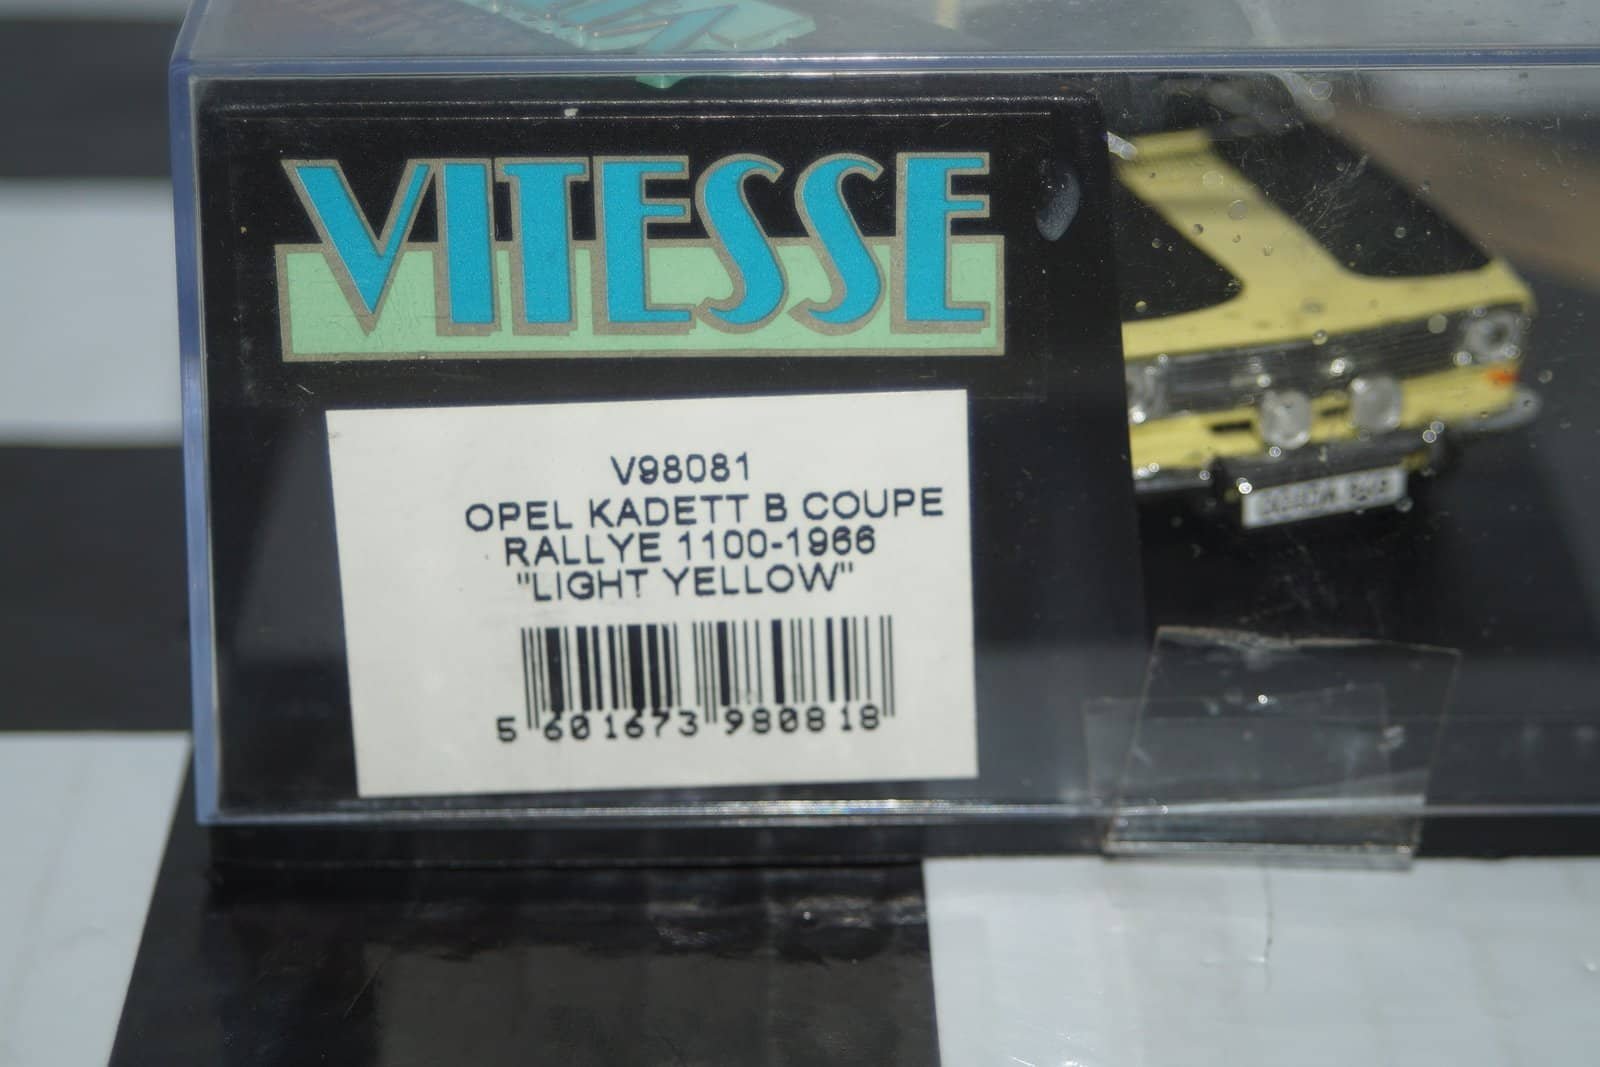 VITESSE
V98081
OPEL KADETT B COUPE
RALLYE 1100-1966
"LIGHT YELLOW"
5 601673 980818